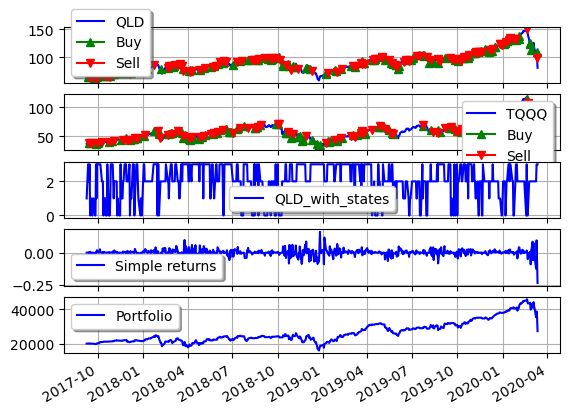 150
100
QLD
Buy
Sell
100
50
TQQQ
Buy
Sell
2
0
QLD_with_states
0.00
−0.25
Simple returns
40000
20000
Portfolio
2017-10
2018-01
2018-04
2018-07
2018-10
2019-01
2019-04
2019-07
2019-10
2020-01
2020-04